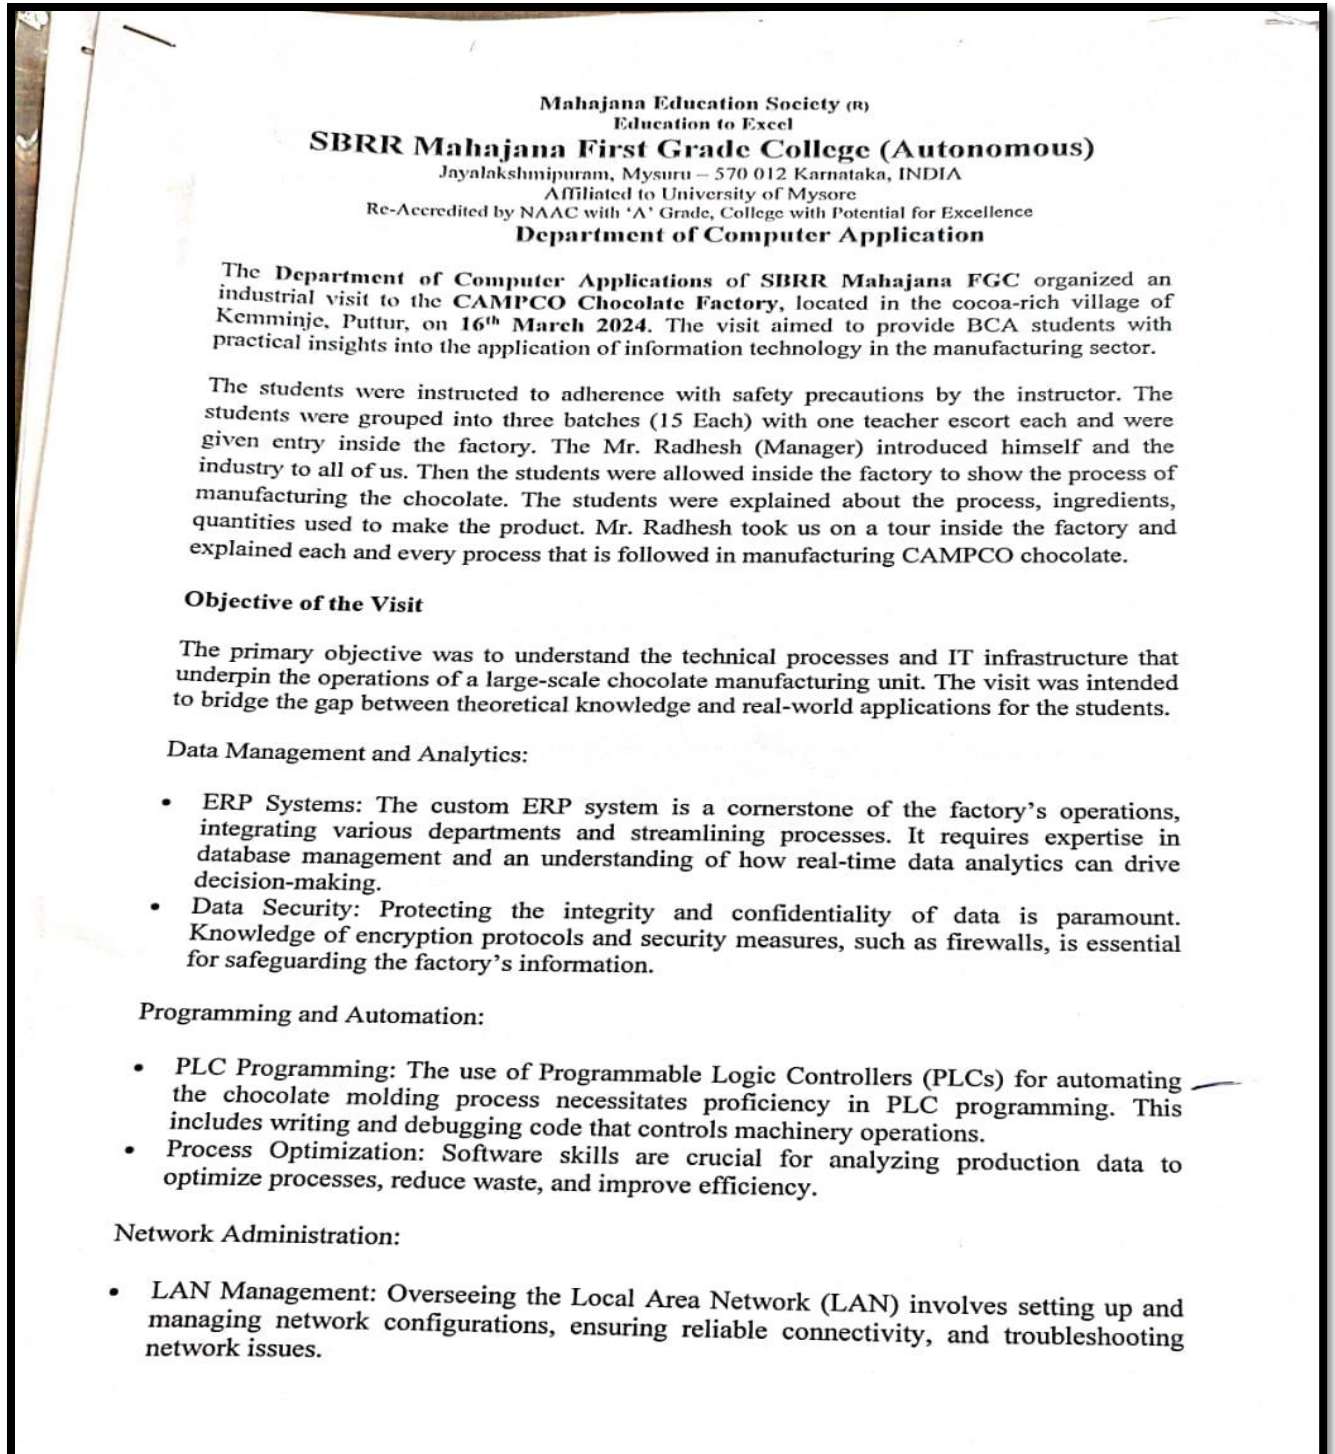 Mahajana Education Society (R)
Education to Excel
SBRR Mahajana First Grade College (Autonomous)
Jayalakshmipuram, Mysuru – 570 012 Karnataka, INDIA
Affiliated to University of Mysore
Re-Accredited by NAAC with ‘A’ Grade, College with Potential for Excellence
Department of Computer Application
The Department of Computer Applications of SBRR Mahajana FGC organized an
industrial visit to the CAMPCO Chocolate Factory, located in the cocoa-rich village of
Kemminje, Puttur, on 16th March 2024. The visit aimed to provide BCA students with
practical insights into the application of information technology in the manufacturing sector.
The students were instructed to adherence with safety precautions by the instructor. The
students were grouped into three batches (15 Each) with one teacher escort each and were
given entry inside the factory. The Mr. Radhesh (Manager) introduced himself and the
industry to all of us. Then the students were allowed inside the factory to show the process of
manufacturing the chocolate. The students were explained about the process, ingredients,
quantities used to make the product. Mr. Radhesh took us on a tour inside the factory and
explained each and every process that is followed in manufacturing CAMPCO chocolate.
Objective of the Visit
The primary objective was to understand the technical processes and IT infrastructure that
underpin the operations of a large-scale chocolate manufacturing unit. The visit was intended
to bridge the gap between theoretical knowledge and real-world applications for the students.
Data Management and Analytics:
• ERP Systems: The custom ERP system is a cornerstone of the factory’s operations,
integrating various departments and streamlining processes. It requires expertise in
database management and an understanding of how real-time data analytics can drive
decision-making.
• Data Security: Protecting the integrity and confidentiality of data is paramount.
Knowledge of encryption protocols and security measures, such as firewalls, is essential
for safeguarding the factory’s information.
Programming and Automation:
• PLC Programming: The use of Programmable Logic Controllers (PLCs) for automating
the chocolate molding process necessitates proficiency in PLC programming. This
includes writing and debugging code that controls machinery operations.
• Process Optimization: Software skills are crucial for analyzing production data to
optimize processes, reduce waste, and improve efficiency.
Network Administration:
• LAN Management: Overseeing the Local Area Network (LAN) involves setting up and
managing network configurations, ensuring reliable connectivity, and troubleshooting
network issues.